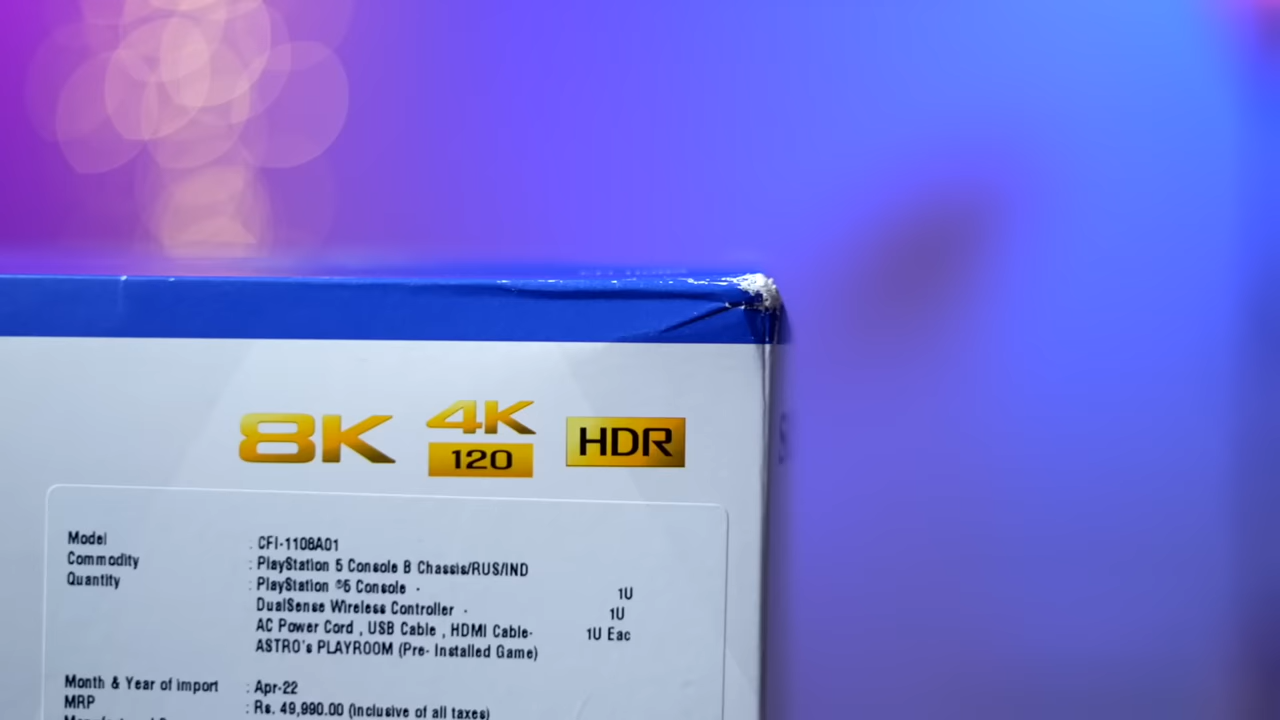 8K
4K
120
HDR
Model : CFI-1108A01
Commodity : PlayStation 5 Console B Chassis/RUS/IND
Quantity : PlayStation ®5 Console - 1U
DualSense Wireless Controller - 1U
AC Power Cord , USB Cable , HDMI Cable- 1U Eac
ASTRO's PLAYROOM (Pre- Installed Game)
Month & Year of import : Apr-22
MRP : Rs. 49,990.00 (inclusive of all taxes)